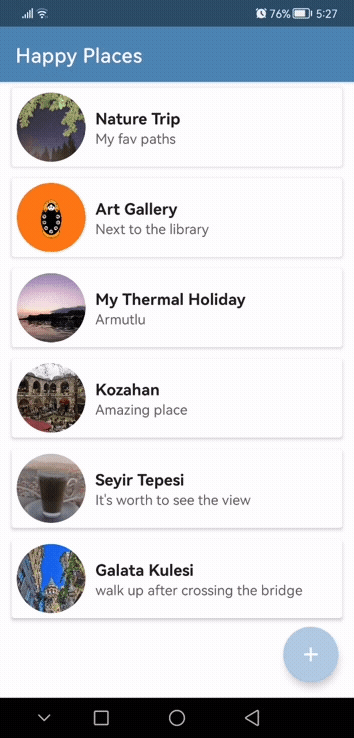 76% 5:27
Happy Places
Nature Trip
My fav paths
Art Gallery
Next to the library
My Thermal Holiday
Armutlu
Kozahan
Amazing place
Seyir Tepesi
It's worth to see the view
Galata Kulesi
walk up after crossing the bridge
+